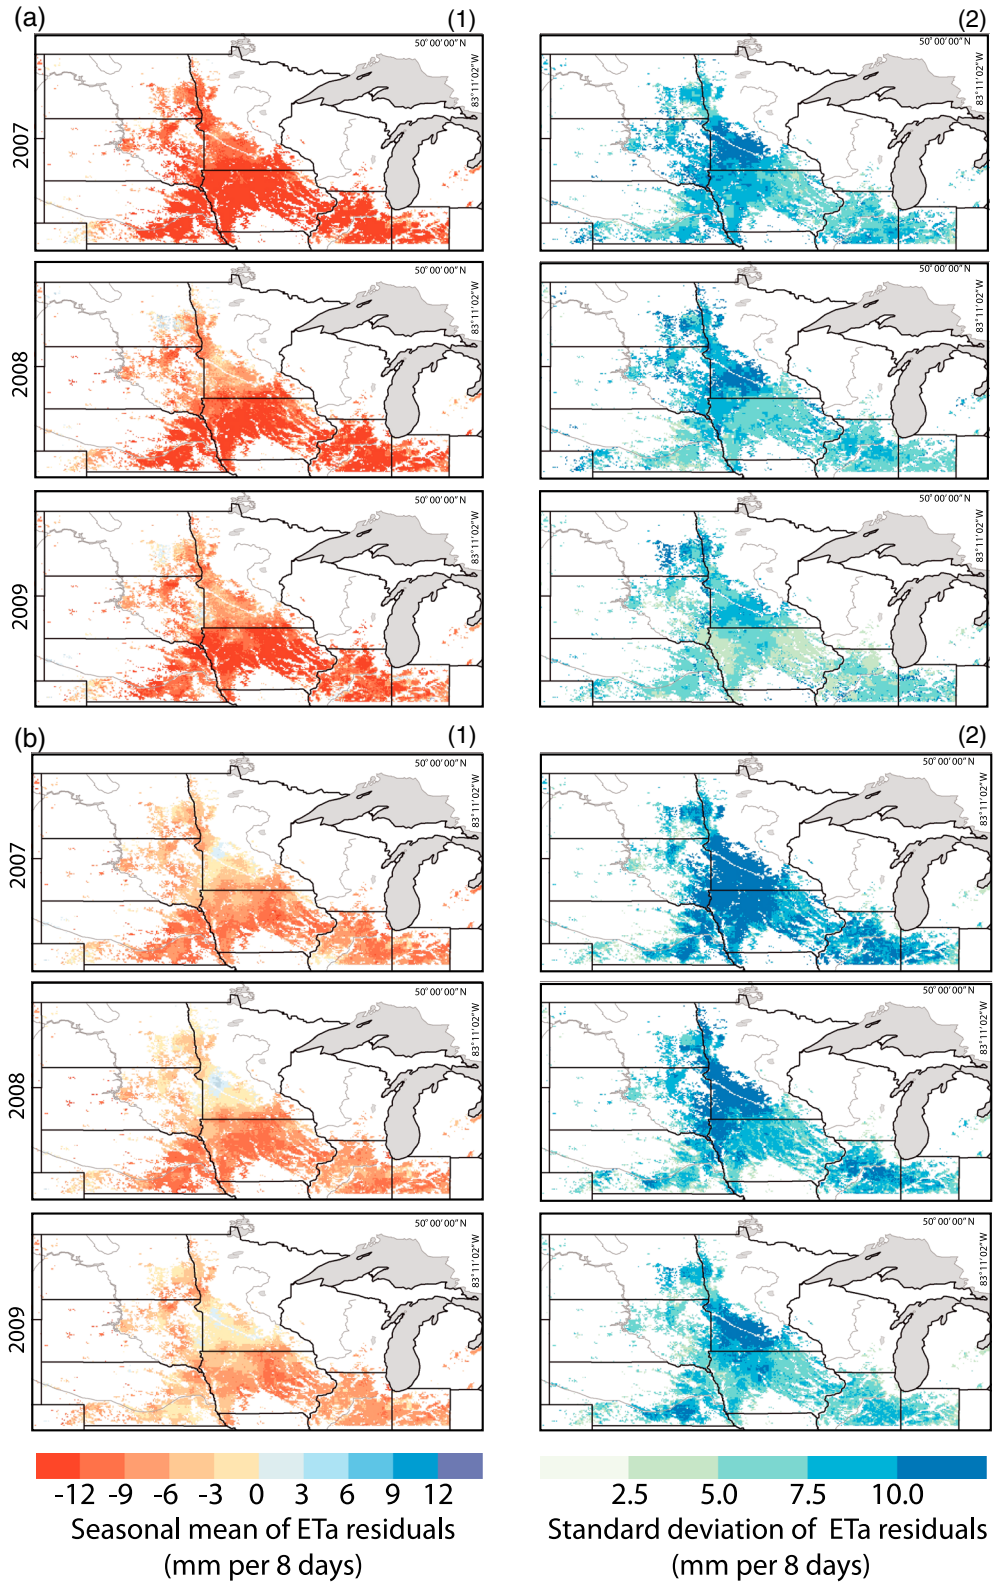 (a) (1) (2)
50° 00′ 00″ N 50° 00′ 00″ N
83° 11′ 02″ W 83° 11′ 02″ W
2007
50° 00′ 00″ N 50° 00′ 00″ N
83° 11′ 02″ W 83° 11′ 02″ W
2008
50° 00′ 00″ N 50° 00′ 00″ N
83° 11′ 02″ W 83° 11′ 02″ W
2009
(b) (1) (2)
50° 00′ 00″ N 50° 00′ 00″ N
83° 11′ 02″ W 83° 11′ 02″ W
2007
50° 00′ 00″ N 50° 00′ 00″ N
83° 11′ 02″ W 83° 11′ 02″ W
2008
50° 00′ 00″ N 50° 00′ 00″ N
83° 11′ 02″ W 83° 11′ 02″ W
2009
-12 -9 -6 -3 0 3 6 9 12
Seasonal mean of ETa residuals
(mm per 8 days)
2.5 5.0 7.5 10.0
Standard deviation of ETa residuals
(mm per 8 days)